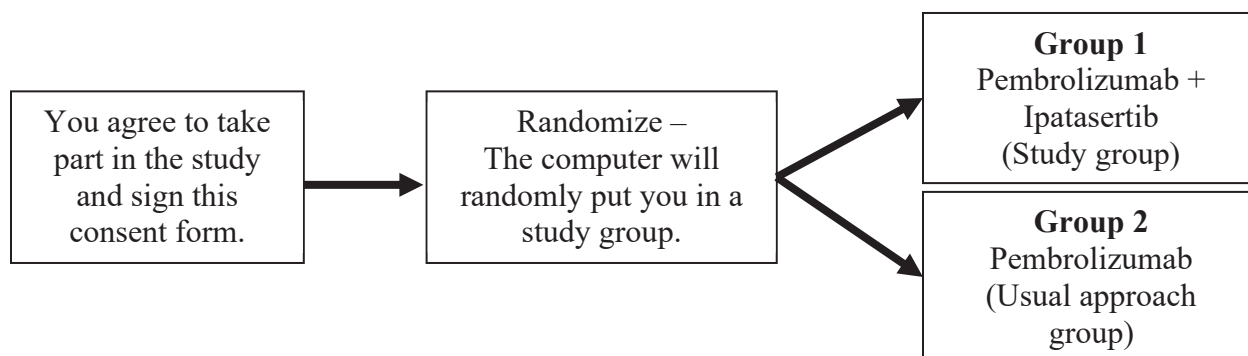 You agree to take
part in the study
and sign this
consent form.
Randomize –
The computer will
randomly put you in a
study group.
Group 1
Pembrolizumab +
Ipatasertib
(Study group)
Group 2
Pembrolizumab
(Usual approach
group)